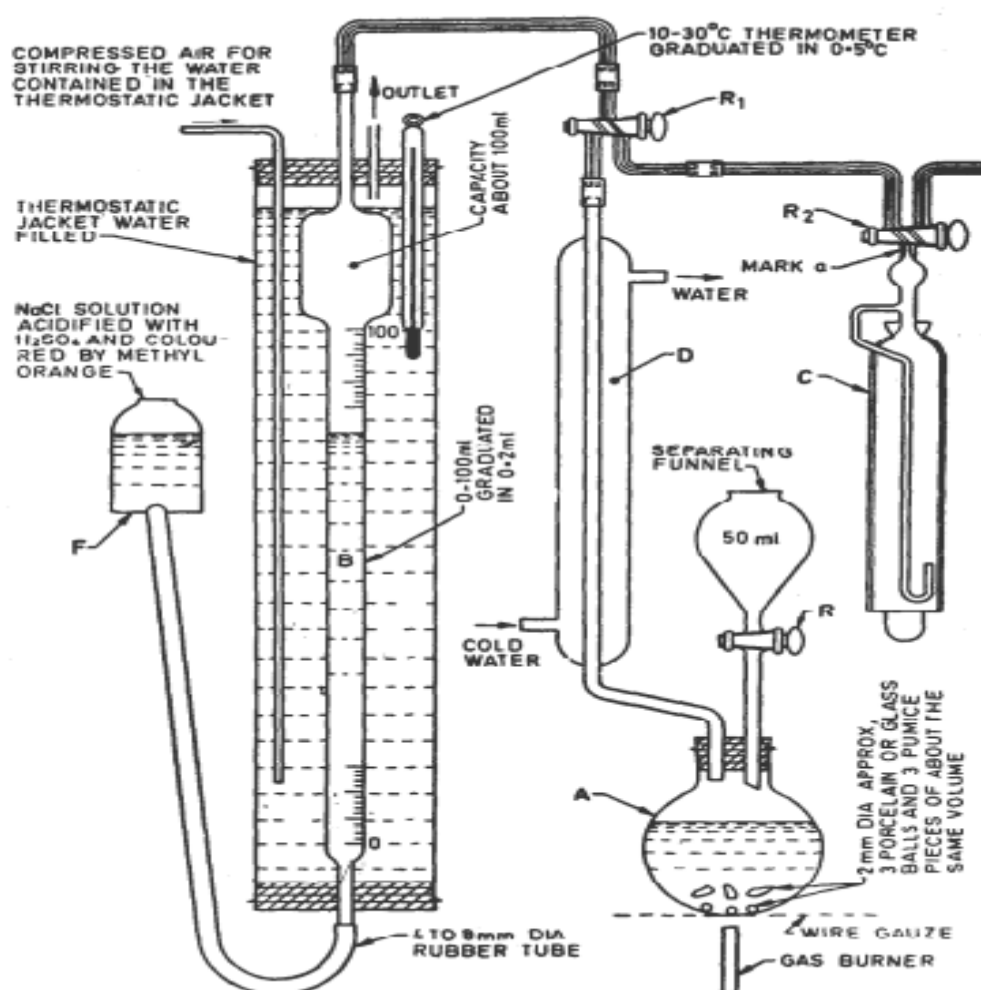 COMPRESSED AIR FOR
STIRRING THE WATER
CONTAINED IN THE
THERMOSTATIC JACKET
OUTLET
10-30°C THERMOMETER
GRADUATED IN 0·5°C
R1
CAPACITY
ABOUT 100ml
THERMOSTATIC
JACKET WATER
FILLED
R2
MARK a
WATER
NaCl SOLUTION
ACIDIFIED WITH
H2SO4 AND COLOU-
RED BY METHYL
ORANGE
100
D
C
0-100ml
GRADUATED
IN 0·2ml
SEPARATING
FUNNEL
50 ml
F
B
R
COLD
WATER
A
2mm DIA APPROX,
3 PORCELAIN OR GLASS
BALLS AND 3 PUMICE
PIECES OF ABOUT THE
SAME VOLUME
0
4 TO 8mm DIA
RUBBER TUBE
WIRE GAUZE
GAS BURNER